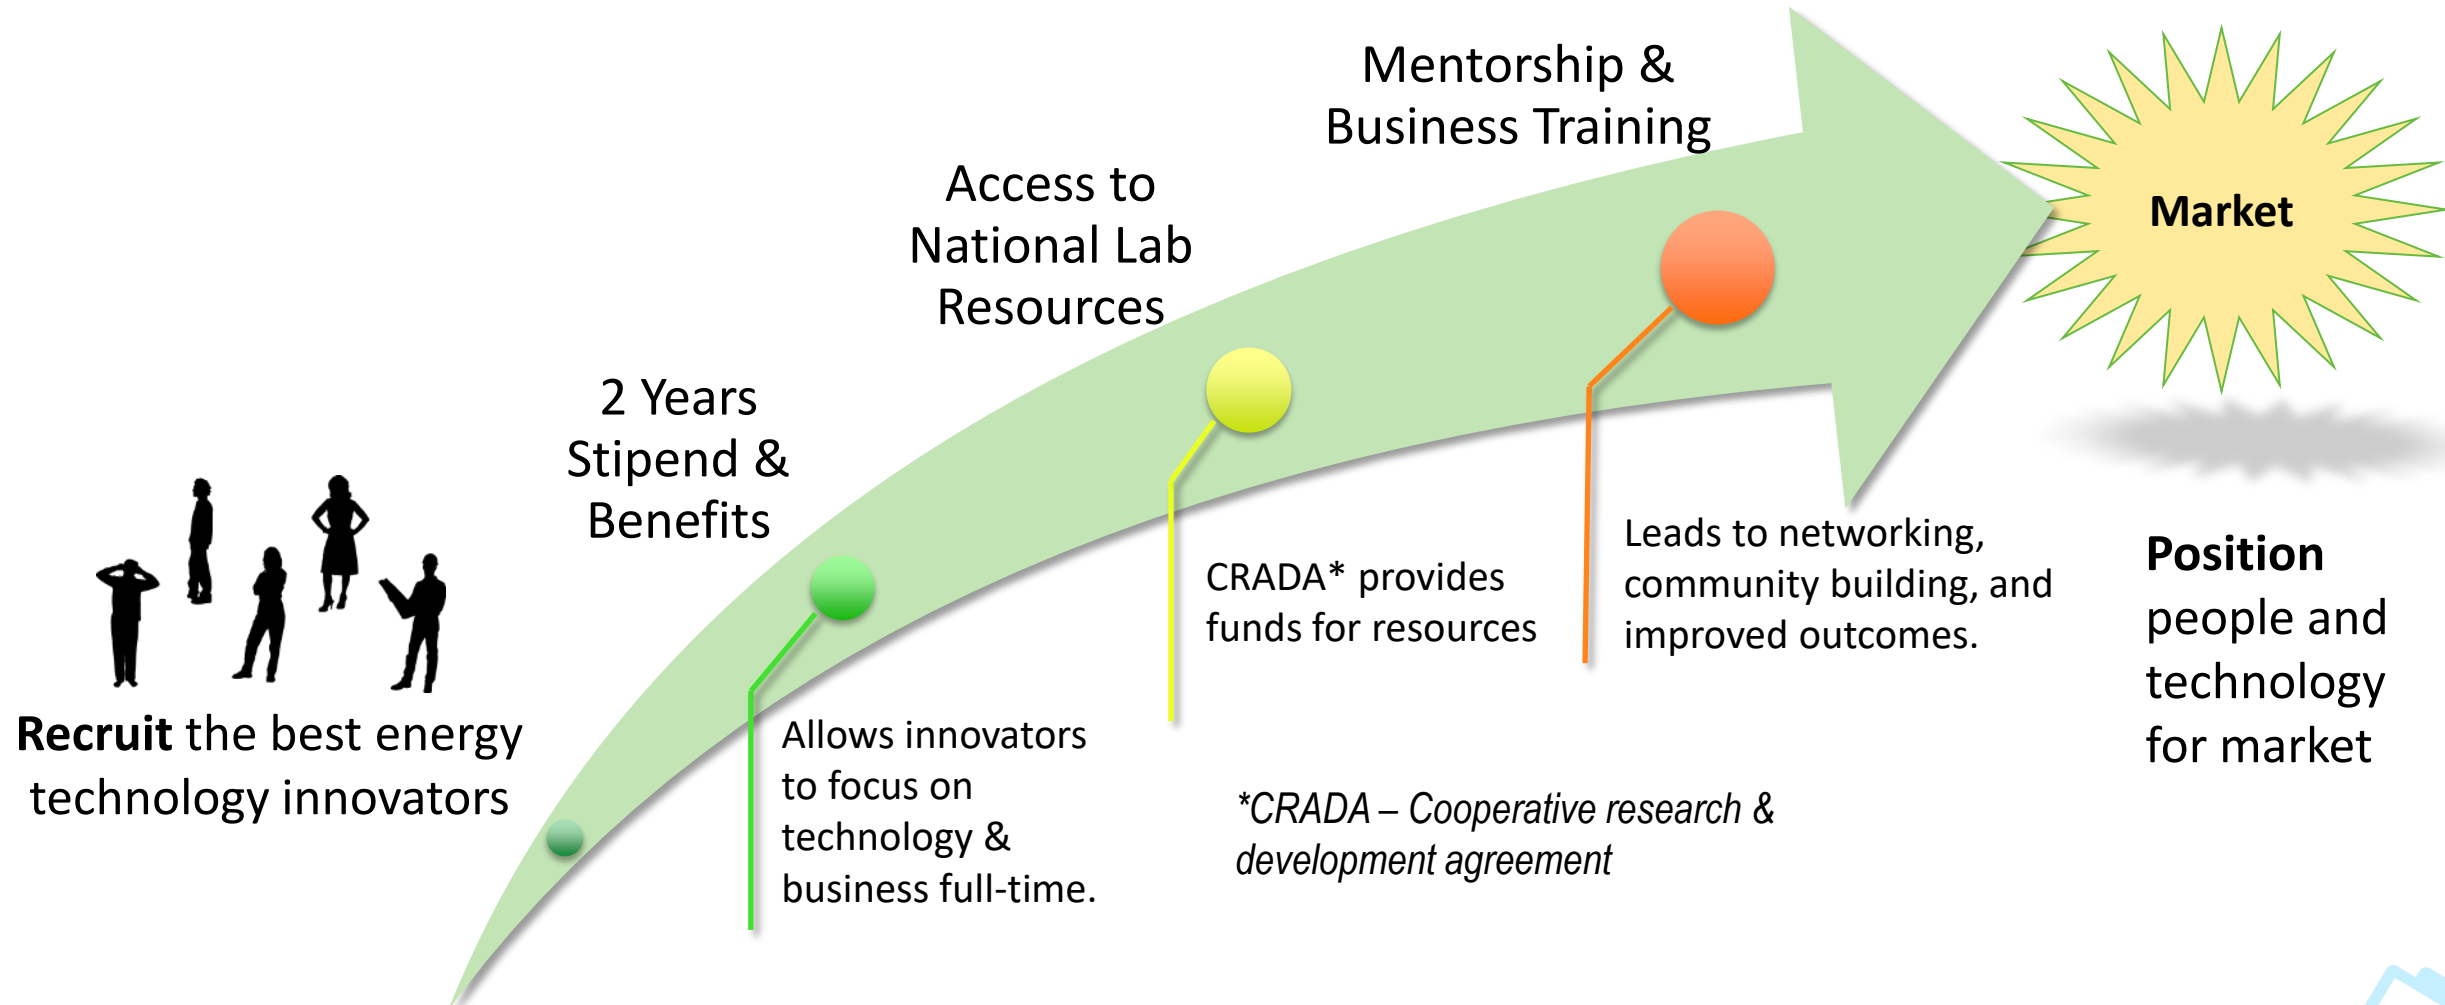 Recruit the best energy
technology innovators
2 Years
Stipend &
Benefits
Allows innovators
to focus on
technology &
business full-time.
Access to
National Lab
Resources
CRADA* provides
funds for resources
Mentorship &
Business Training
Leads to networking,
community building, and
improved outcomes.
*CRADA – Cooperative research &
development agreement
Market
Position
people and
technology
for market